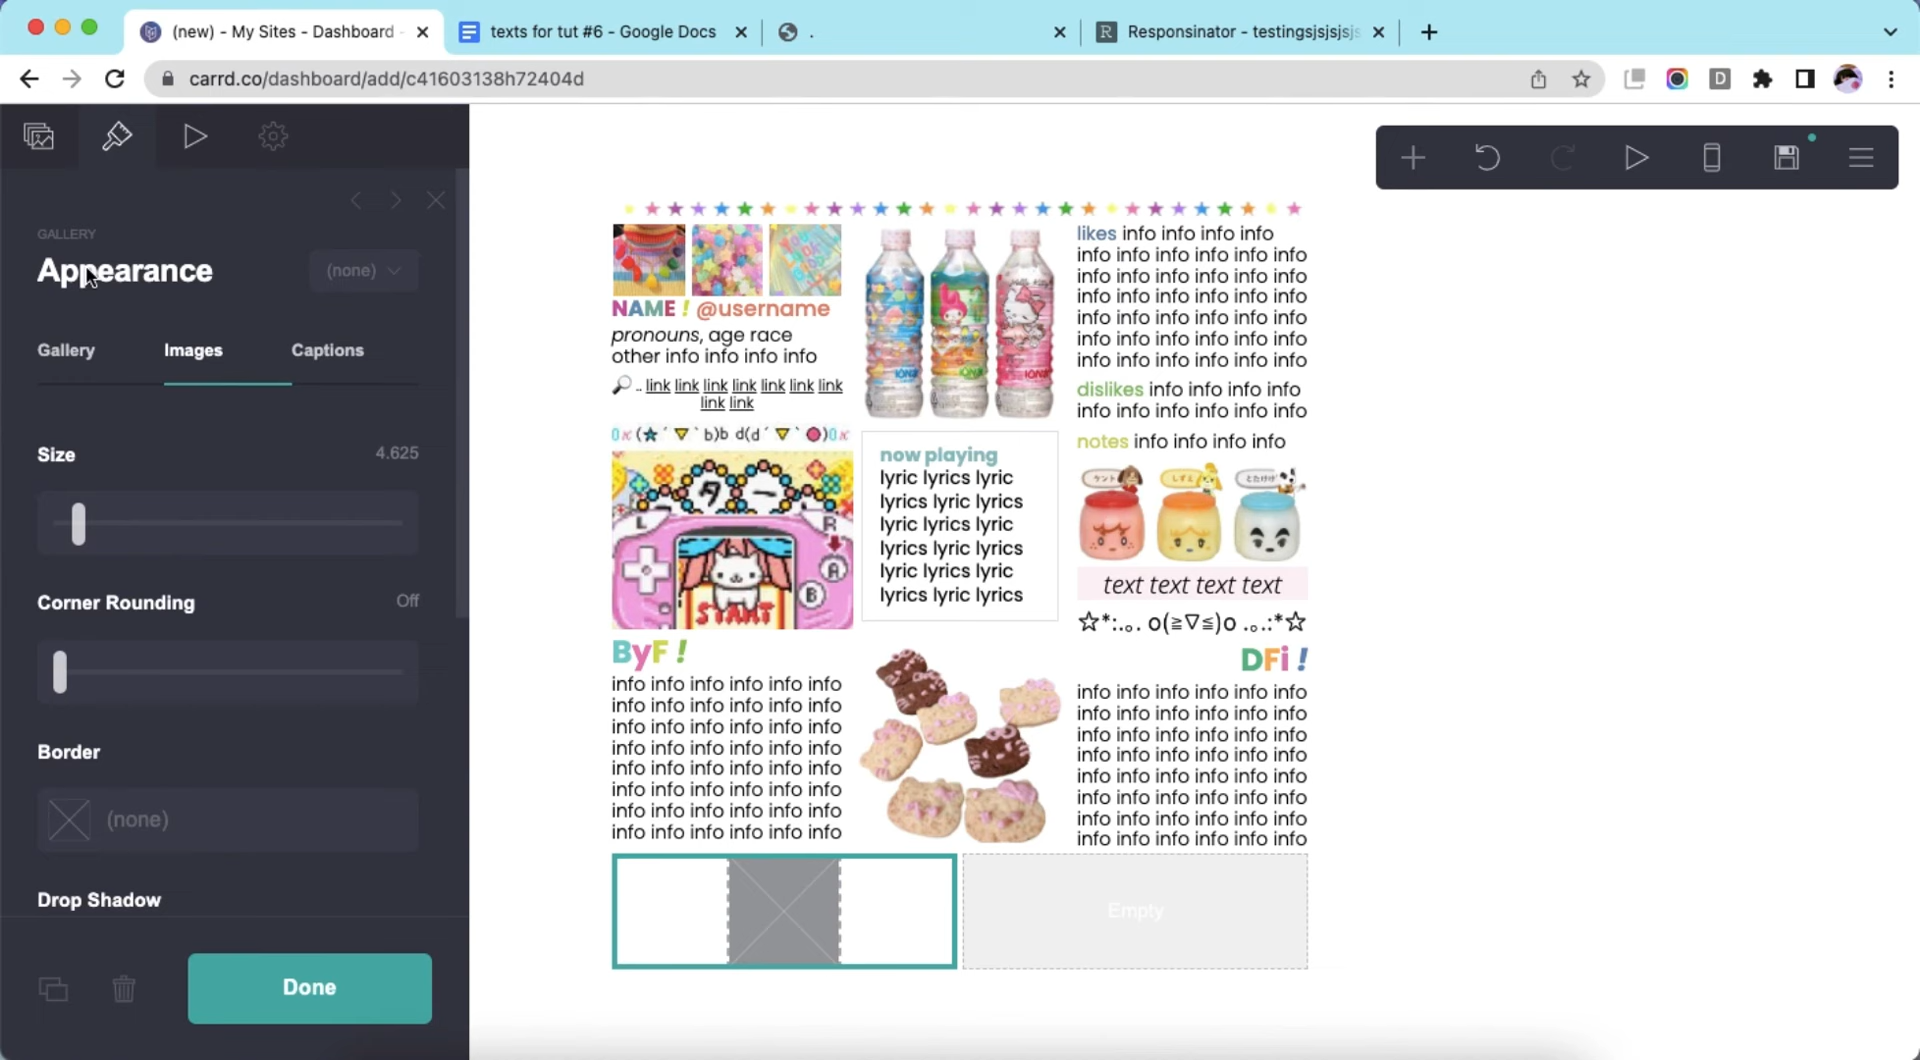 (new) - My Sites - Dashboard -
texts for tut #6 - Google Docs
.
Responsinator - testingsjsjsjsjs
carrd.co/dashboard/add/c41603138h72404d
GALLERY
Appearance
(none)
Gallery
Images
Captions
Size
4.625
Corner Rounding
Off
Border
(none)
Drop Shadow
Done
NAME ! @username
pronouns, age race
other info info info info
.. link link link link link link link
link link
L
R
A
B
START
now playing
lyric lyrics lyric
lyrics lyric lyrics
lyric lyrics lyric
lyrics lyric lyrics
lyric lyrics lyric
lyrics lyric lyrics
likes info info info info
info info info info info info
info info info info info info
info info info info info info
info info info info info info
info info info info info info
info info info info info info
dislikes info info info info
info info info info info info
notes info info info info
text text text text
☆*:.｡. o(≧▽≦)o .｡.:*☆
ByF !
info info info info info info
info info info info info info
info info info info info info
info info info info info info
info info info info info info
info info info info info info
info info info info info info
info info info info info info
DFi !
info info info info info info
info info info info info info
info info info info info info
info info info info info info
info info info info info info
info info info info info info
info info info info info info
info info info info info info
Empty